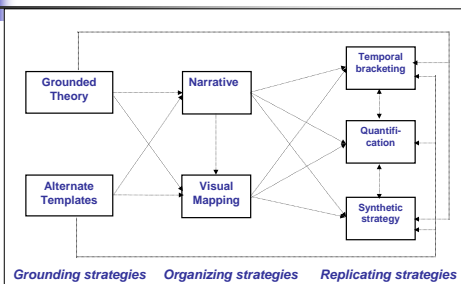 Grounded
Theory
Narrative
Temporal
bracketing
Quantifi-
cation
Alternate
Templates
Visual
Mapping
Synthetic
strategy
Grounding strategies Organizing strategies Replicating strategies